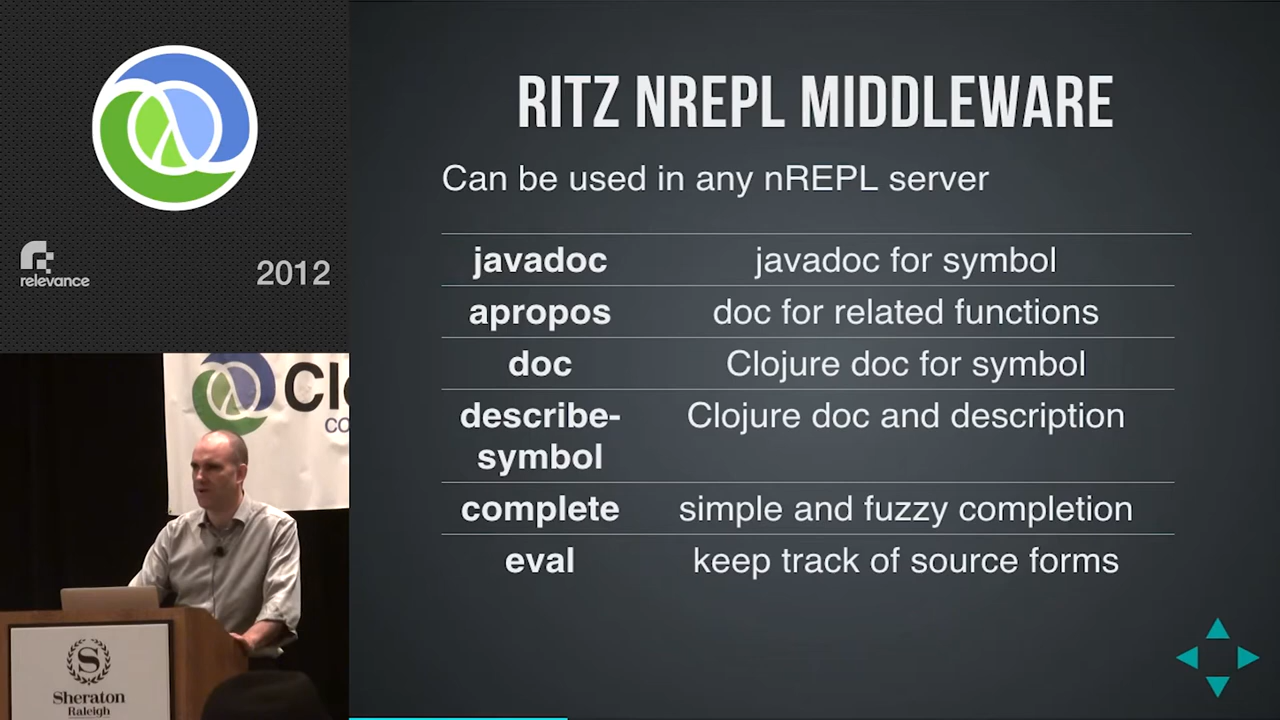 relevance
2012
Clo
CO
S
Sheraton
Raleigh
RITZ NREPL MIDDLEWARE
Can be used in any nREPL server
javadoc javadoc for symbol
apropos doc for related functions
doc Clojure doc for symbol
describe- Clojure doc and description
symbol
complete simple and fuzzy completion
eval keep track of source forms